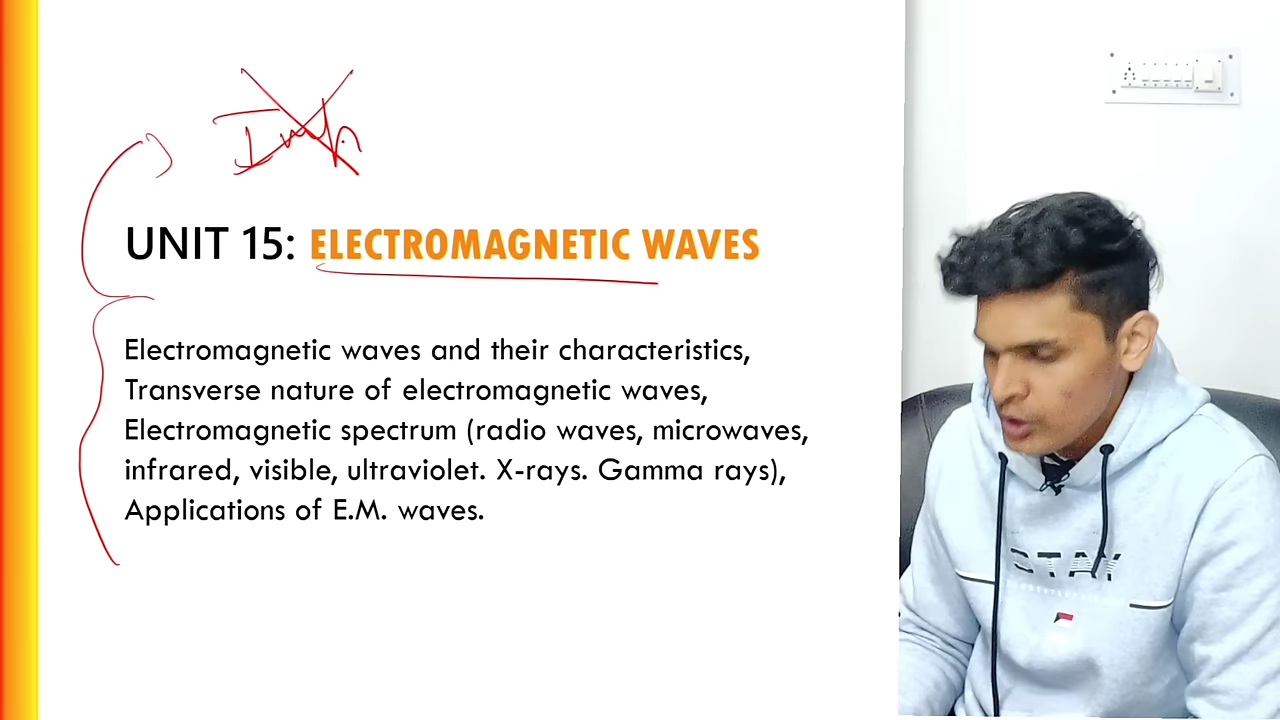 UNIT 15: ELECTROMAGNETIC WAVES
Electromagnetic waves and their characteristics,
Transverse nature of electromagnetic waves,
Electromagnetic spectrum (radio waves, microwaves,
infrared, visible, ultraviolet. X-rays. Gamma rays),
Applications of E.M. waves.
STAY